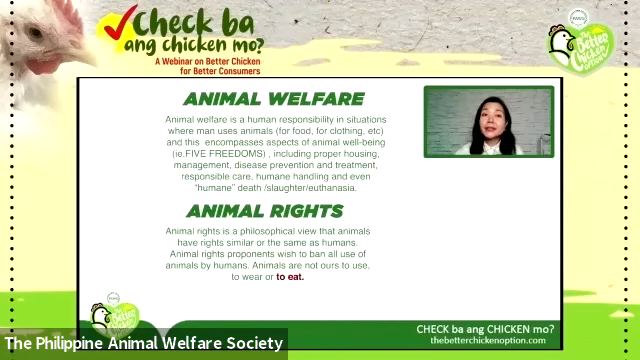 Check ba
ang chicken mo?
A Webinar on Better Chicken
for Better Consumers
The
Better
Chicken
Option
ANIMAL WELFARE
Animal welfare is a human responsibility in situations
where man uses animals (for food, for clothing, etc)
and this encompasses aspects of animal well-being
(ie.FIVE FREEDOMS) , including proper housing,
management, disease prevention and treatment,
responsible care, humane handling and even
"humane" death /slaughter/euthanasia.
ANIMAL RIGHTS
Animal rights is a philosophical view that animals
have rights similar or the same as humans.
Animal rights proponents wish to ban all use of
animals by humans. Animals are not ours to use,
to wear or to eat.
CHECK ba ang CHICKEN mo?
thebetterchickenoption.com
The Philippine Animal Welfare Society